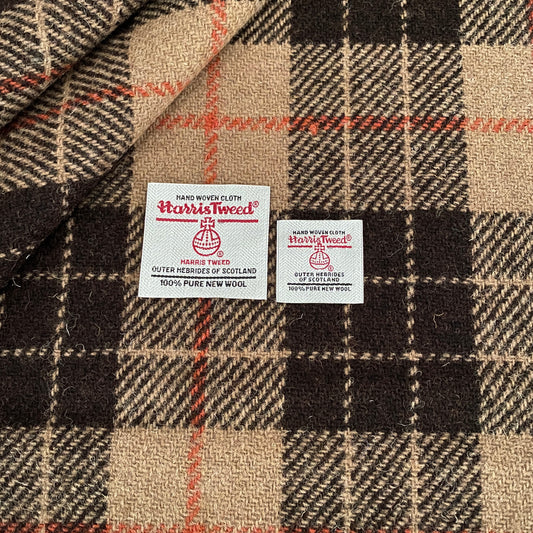 HAND WOVEN CLOTH
Harris Tweed®
HARRIS TWEED
OUTER HEBRIDES OF SCOTLAND
100% PURE NEW WOOL
HAND WOVEN CLOTH
Harris Tweed®
OUTER HEBRIDES
OF SCOTLAND
100% PURE NEW WOOL